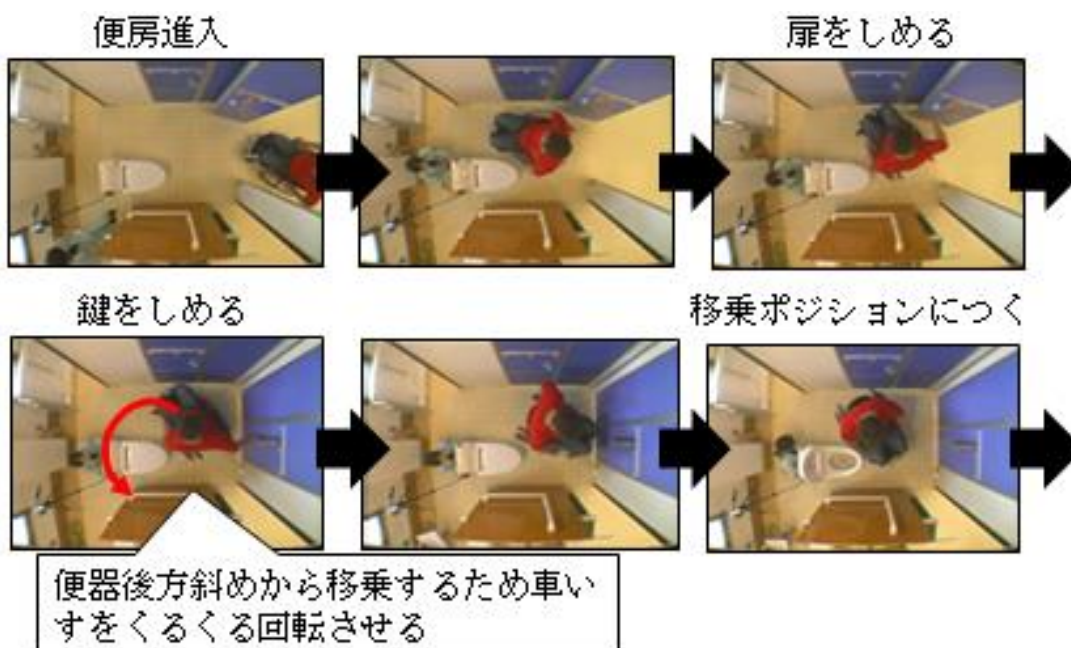 便房進入
扉をしめる
鍵をしめる
移乗ポジションにつく
便器後方斜めから移乗するため車い
すをくるくる回転させる